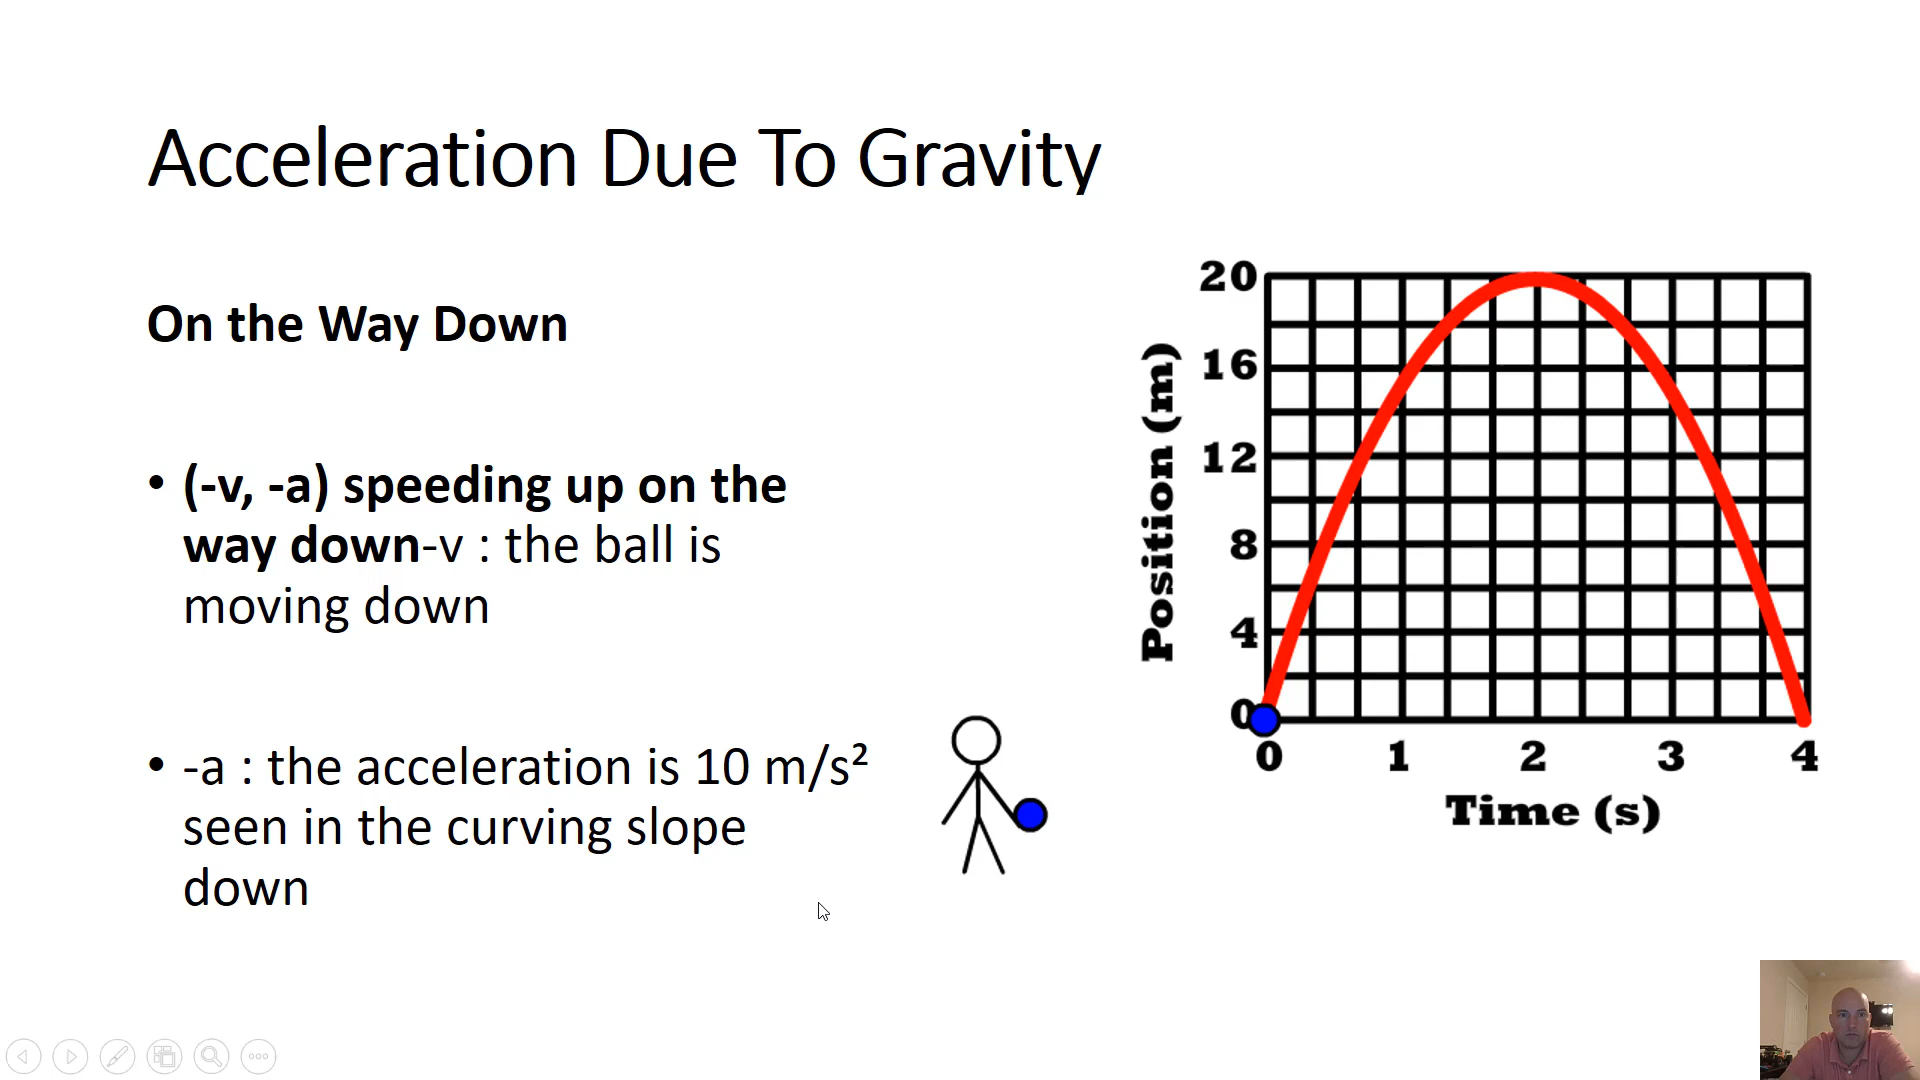 Acceleration Due To Gravity
On the Way Down
• (-v, -a) speeding up on the
way down-v : the ball is
moving down
• -a : the acceleration is 10 m/s²
seen in the curving slope
down
Position (m)
20
16
12
8
4
0
0 1 2 3 4
Time (s)